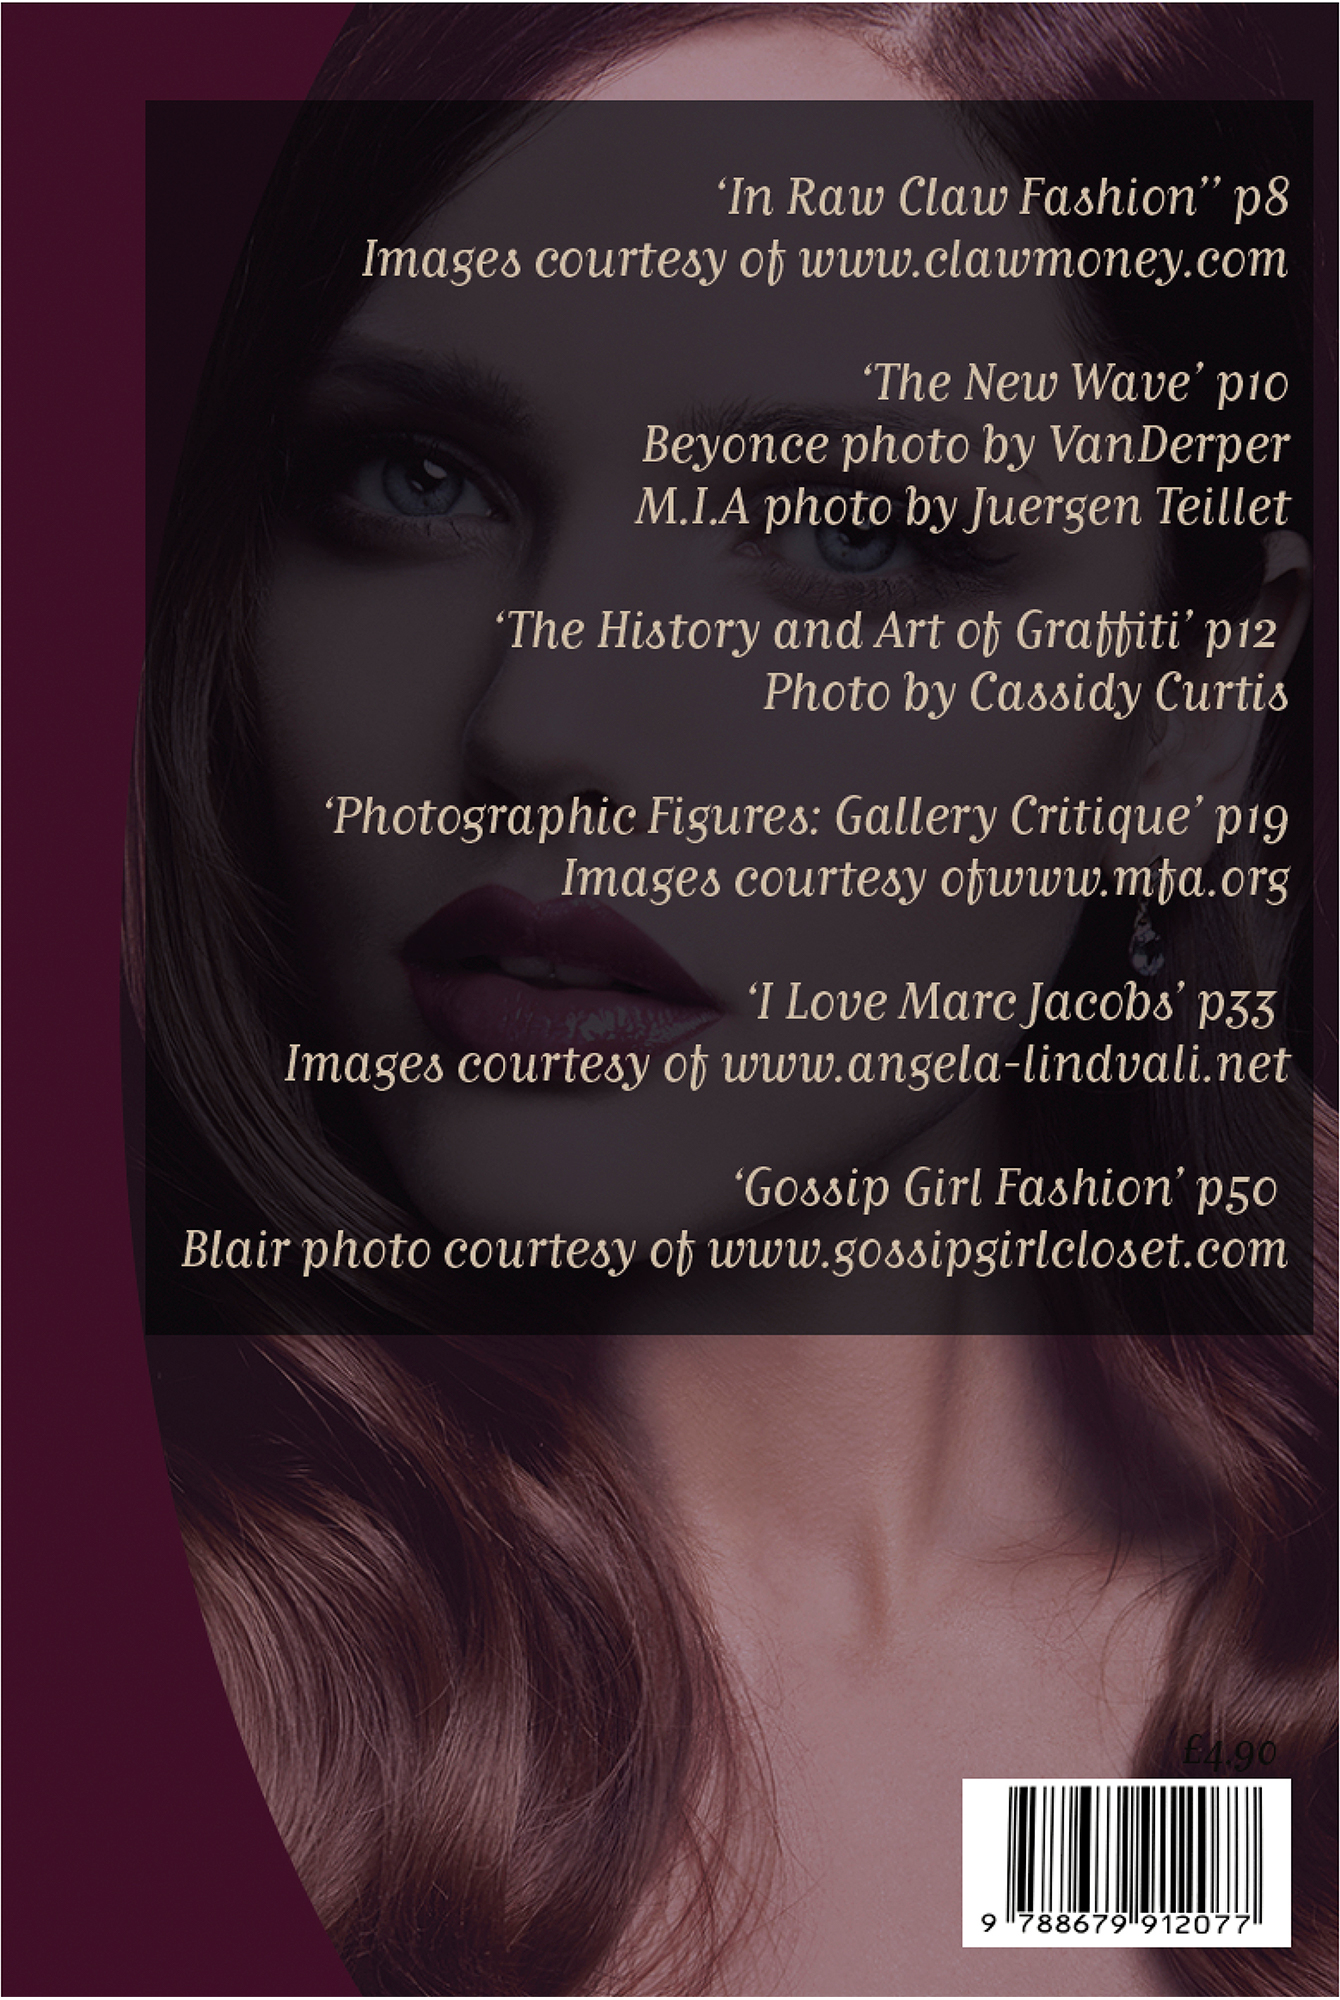 ‘In Raw Claw Fashion’’ p8
Images courtesy of www.clawmoney.com
‘The New Wave’ p10
Beyonce photo by VanDerper
M.I.A photo by Juergen Teillet
‘The History and Art of Graffiti’ p12
Photo by Cassidy Curtis
‘Photographic Figures: Gallery Critique’ p19
Images courtesy ofwww.mfa.org
‘I Love Marc Jacobs’ p33
Images courtesy of www.angela-lindvali.net
‘Gossip Girl Fashion’ p50
Blair photo courtesy of www.gossipgirlcloset.com
£4.90
9 788679 912077